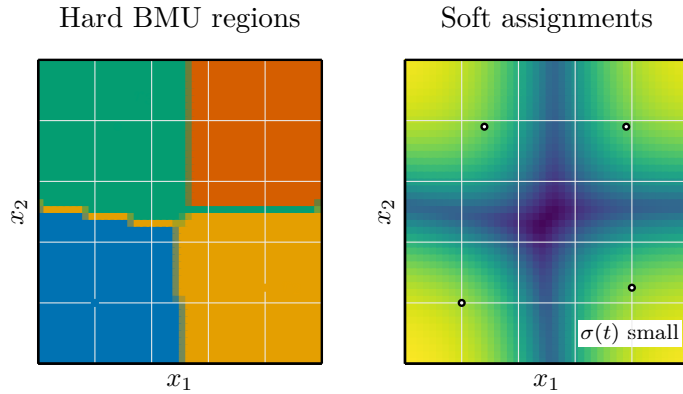 Hard BMU regions
Soft assignments
x₂
x₁
x₂
σ(t) small
x₁